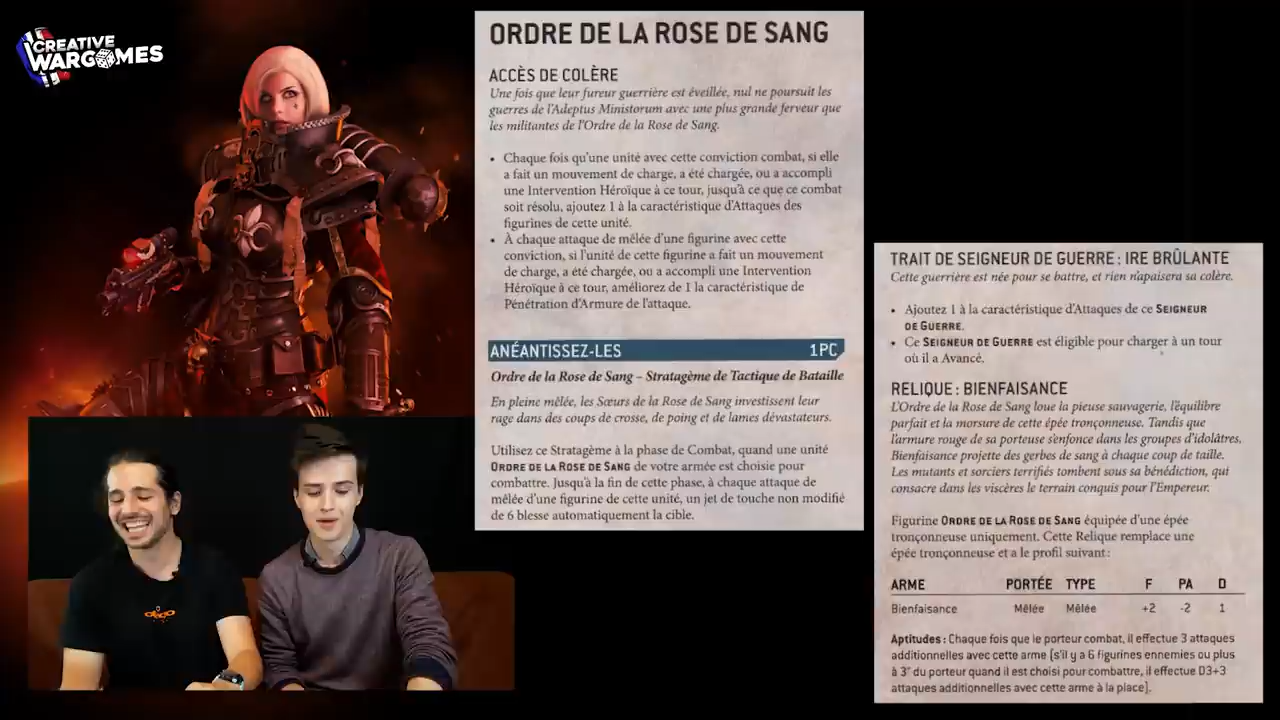 CREATIVE
WARGOMES
ORDRE DE LA ROSE DE SANG
ACCÈS DE COLÈRE
Une fois que leur fureur guerrière est éveillée, nul ne poursuit les
guerres de l'Adeptus Ministorum avec une plus grande ferveur que
les militantes de l'Ordre de la Rose de Sang.
• Chaque fois qu'une unité avec cette conviction combat, si elle
a fait un mouvement de charge, a été chargée, ou a accompli
une Intervention Héroïque à ce tour, jusqu'à ce que ce combat
soit résolu, ajoutez 1 à la caractéristique d'Attaques des
figurines de cette unité.
• À chaque attaque de mêlée d'une figurine avec cette
conviction, si l'unité de cette figurine a fait un mouvement
de charge, a été chargée, ou a accompli une Intervention
Héroïque à ce tour, améliorez de 1 la caractéristique de
Pénétration d'Armure de l'attaque.
ANÉANTISSEZ-LES 1PC
Ordre de la Rose de Sang – Stratagème de Tactique de Bataille
En pleine mêlée, les Sœurs de la Rose de Sang investissent leur
rage dans des coups de crosse, de poing et de lames dévastateurs.
Utilisez ce Stratagème à la phase de Combat, quand une unité
ORDRE DE LA ROSE DE SANG de votre armée est choisie pour
combattre. Jusqu'à la fin de cette phase, à chaque attaque de
mêlée d'une figurine de cette unité, un jet de touche non modifié
de 6 blesse automatiquement la cible.
TRAIT DE SEIGNEUR DE GUERRE : IRE BRÛLANTE
Cette guerrière est née pour se battre, et rien n'apaisera sa colère.
• Ajoutez 1 à la caractéristique d'Attaques de ce SEIGNEUR
DE GUERRE.
• Ce SEIGNEUR DE GUERRE est éligible pour charger à un tour
où il a Avancé.
RELIQUE : BIENFAISANCE
L'Ordre de la Rose de Sang loue la pieuse sauvagerie, l'équilibre
parfait et la morsure de cette épée tronçonneuse. Tandis que
l'armure rouge de sa porteuse s'enfonce dans les groupes d'idolâtres,
Bienfaisance projette des gerbes de sang à chaque coup de taille.
Les mutants et sorciers terrifiés tombent sous sa bénédiction, qui
consacre dans les viscères le terrain conquis pour l'Empereur.
Figurine ORDRE DE LA ROSE DE SANG équipée d'une épée
tronçonneuse uniquement. Cette Relique remplace une
épée tronçonneuse et a le profil suivant :
ARME PORTÉE TYPE F PA D
Bienfaisance Mêlée Mêlée +2 -2 1
Aptitudes : Chaque fois que le porteur combat, il effectue 3 attaques
additionnelles avec cette arme (s'il y a 6 figurines ennemies ou plus
à 3" du porteur quand il est choisi pour combattre, il effectue D3+3
attaques additionnelles avec cette arme à la place).